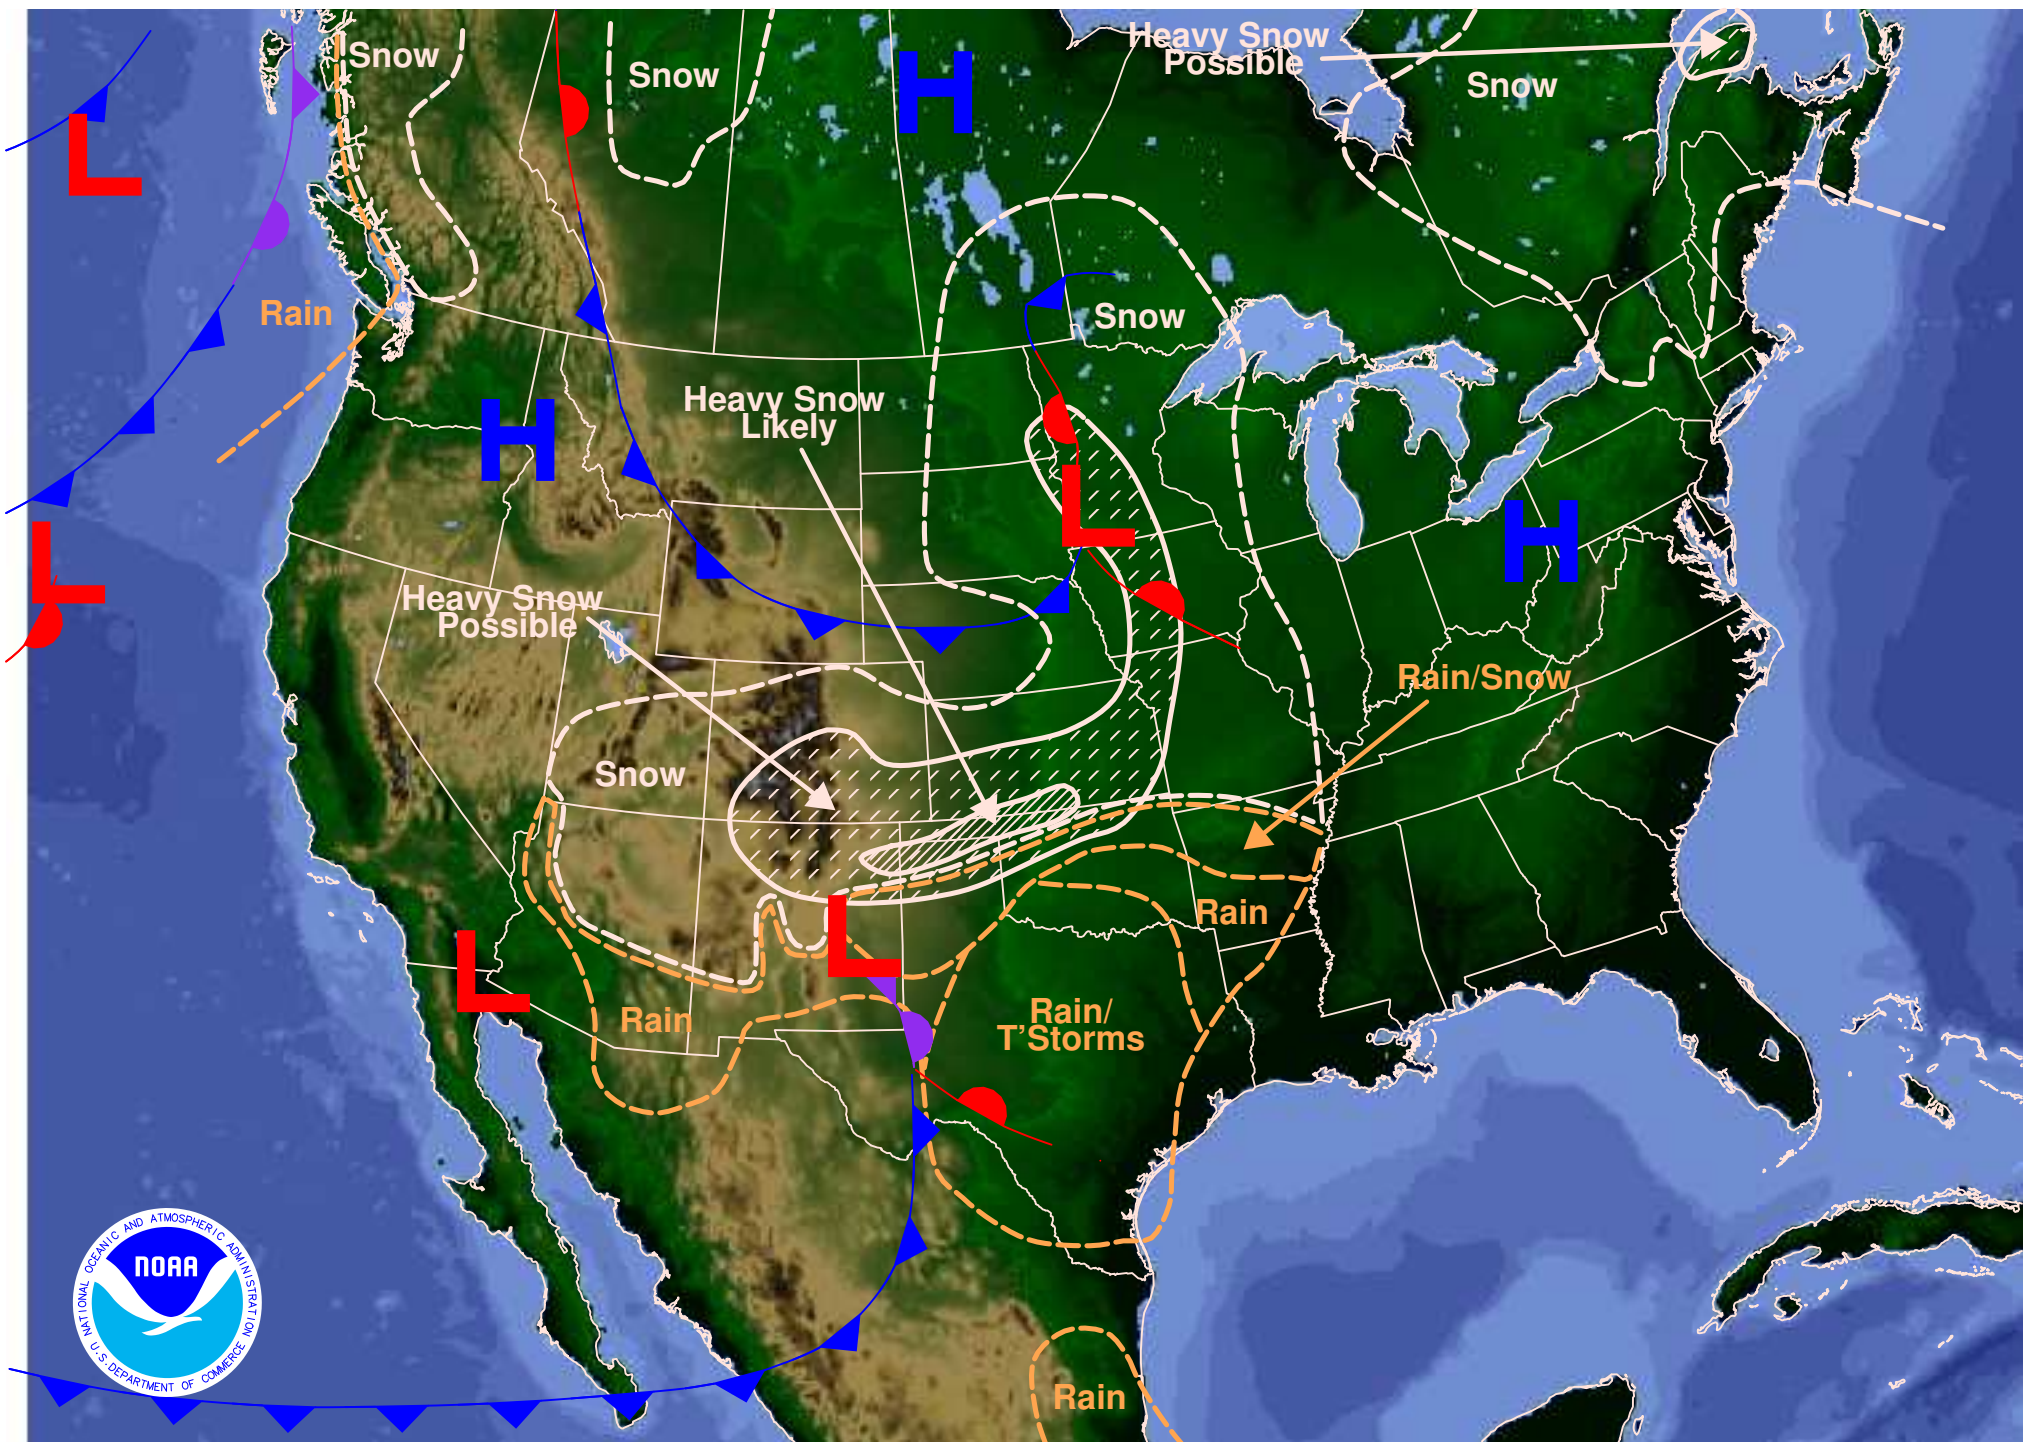 Heavy Snow
Possible
Snow
Snow
Snow
H
L
Rain
Snow
Heavy Snow
Likely
H
L
H
L
Heavy Snow
Possible
Rain/Snow
Snow
Rain
L
L
Rain
Rain/
T'Storms
Rain
NOAA
NATIONAL OCEANIC AND ATMOSPHERIC ADMINISTRATION
U.S. DEPARTMENT OF COMMERCE